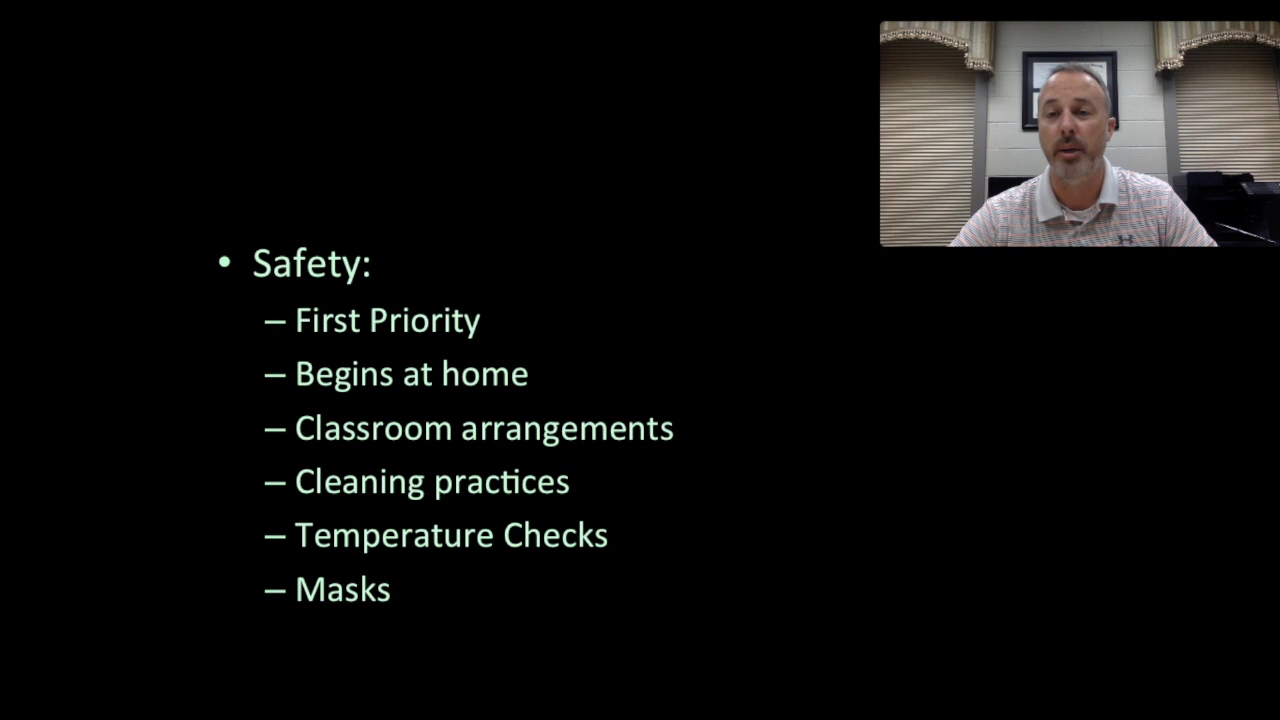 • Safety:
– First Priority
– Begins at home
– Classroom arrangements
– Cleaning practices
– Temperature Checks
– Masks